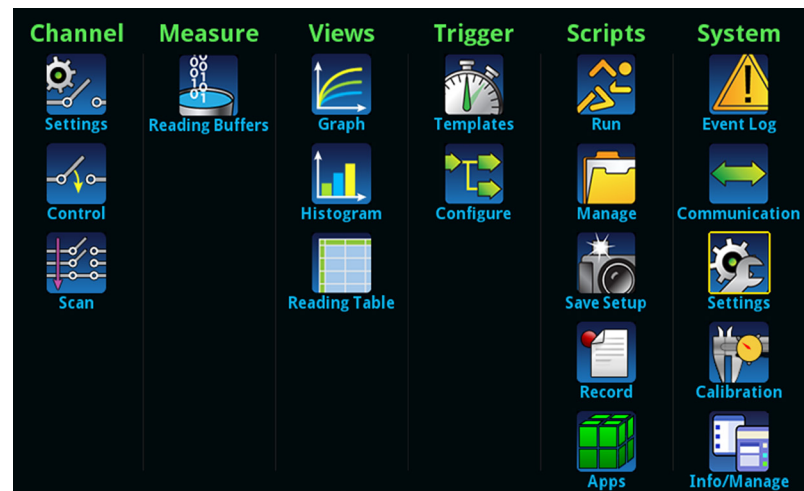 Channel Measure Views Trigger Scripts System
Settings Reading Buffers Graph Templates Run Event Log
Control Histogram Configure Manage Communication
Scan Reading Table Save Setup Settings
Record Calibration
Apps Info/Manage